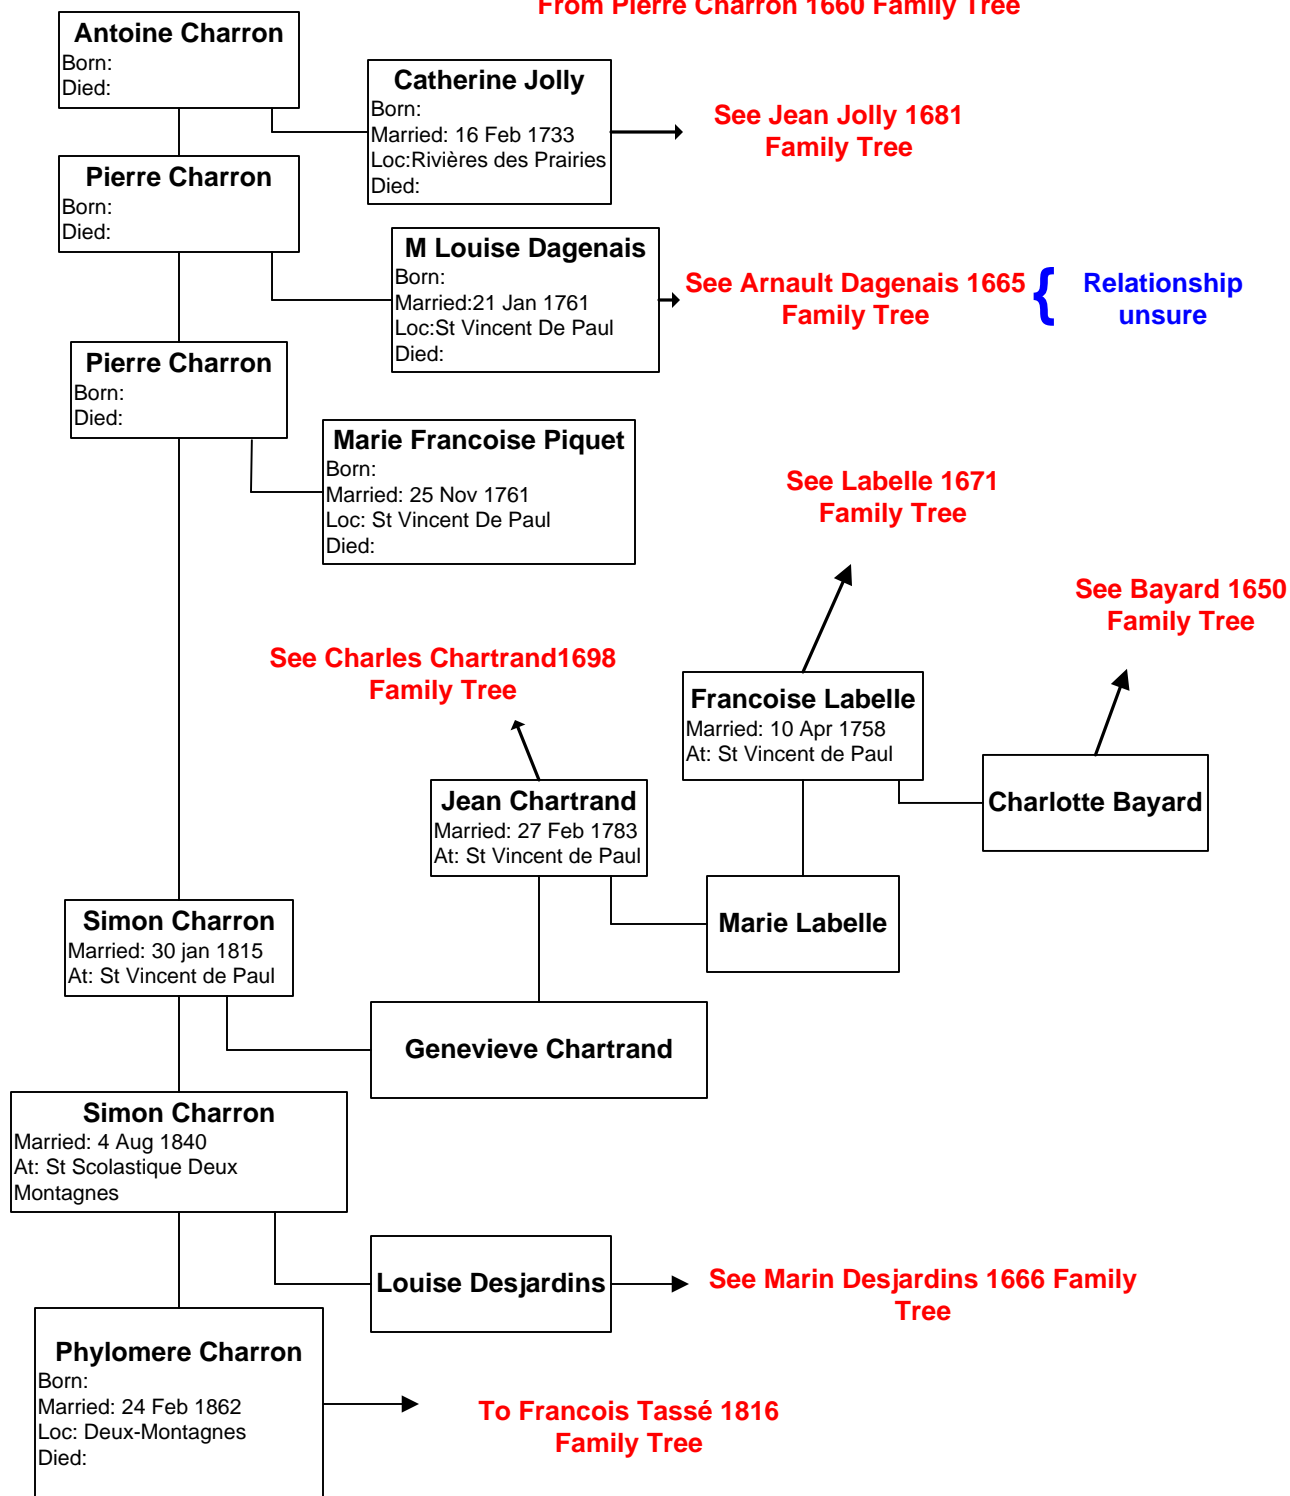 From Pierre Charron 1660 Family Tree
Antoine Charron
Born:
Died:
Catherine Jolly
Born:
Married: 16 Feb 1733
Loc:Rivières des Prairies
Died:
See Jean Jolly 1681
Family Tree
Pierre Charron
Born:
Died:
M Louise Dagenais
Born:
Married:21 Jan 1761
Loc:St Vincent De Paul
Died:
See Arnault Dagenais 1665
Family Tree
{
Relationship
unsure
Pierre Charron
Born:
Died:
Marie Francoise Piquet
Born:
Married: 25 Nov 1761
Loc: St Vincent De Paul
Died:
See Labelle 1671
Family Tree
See Bayard 1650
Family Tree
See Charles Chartrand1698
Family Tree
Francoise Labelle
Married: 10 Apr 1758
At: St Vincent de Paul
Charlotte Bayard
Jean Chartrand
Married: 27 Feb 1783
At: St Vincent de Paul
Marie Labelle
Simon Charron
Married: 30 jan 1815
At: St Vincent de Paul
Genevieve Chartrand
Simon Charron
Married: 4 Aug 1840
At: St Scolastique Deux
Montagnes
Louise Desjardins
See Marin Desjardins 1666 Family
Tree
Phylomere Charron
Born:
Married: 24 Feb 1862
Loc: Deux-Montagnes
Died:
To Francois Tassé 1816
Family Tree